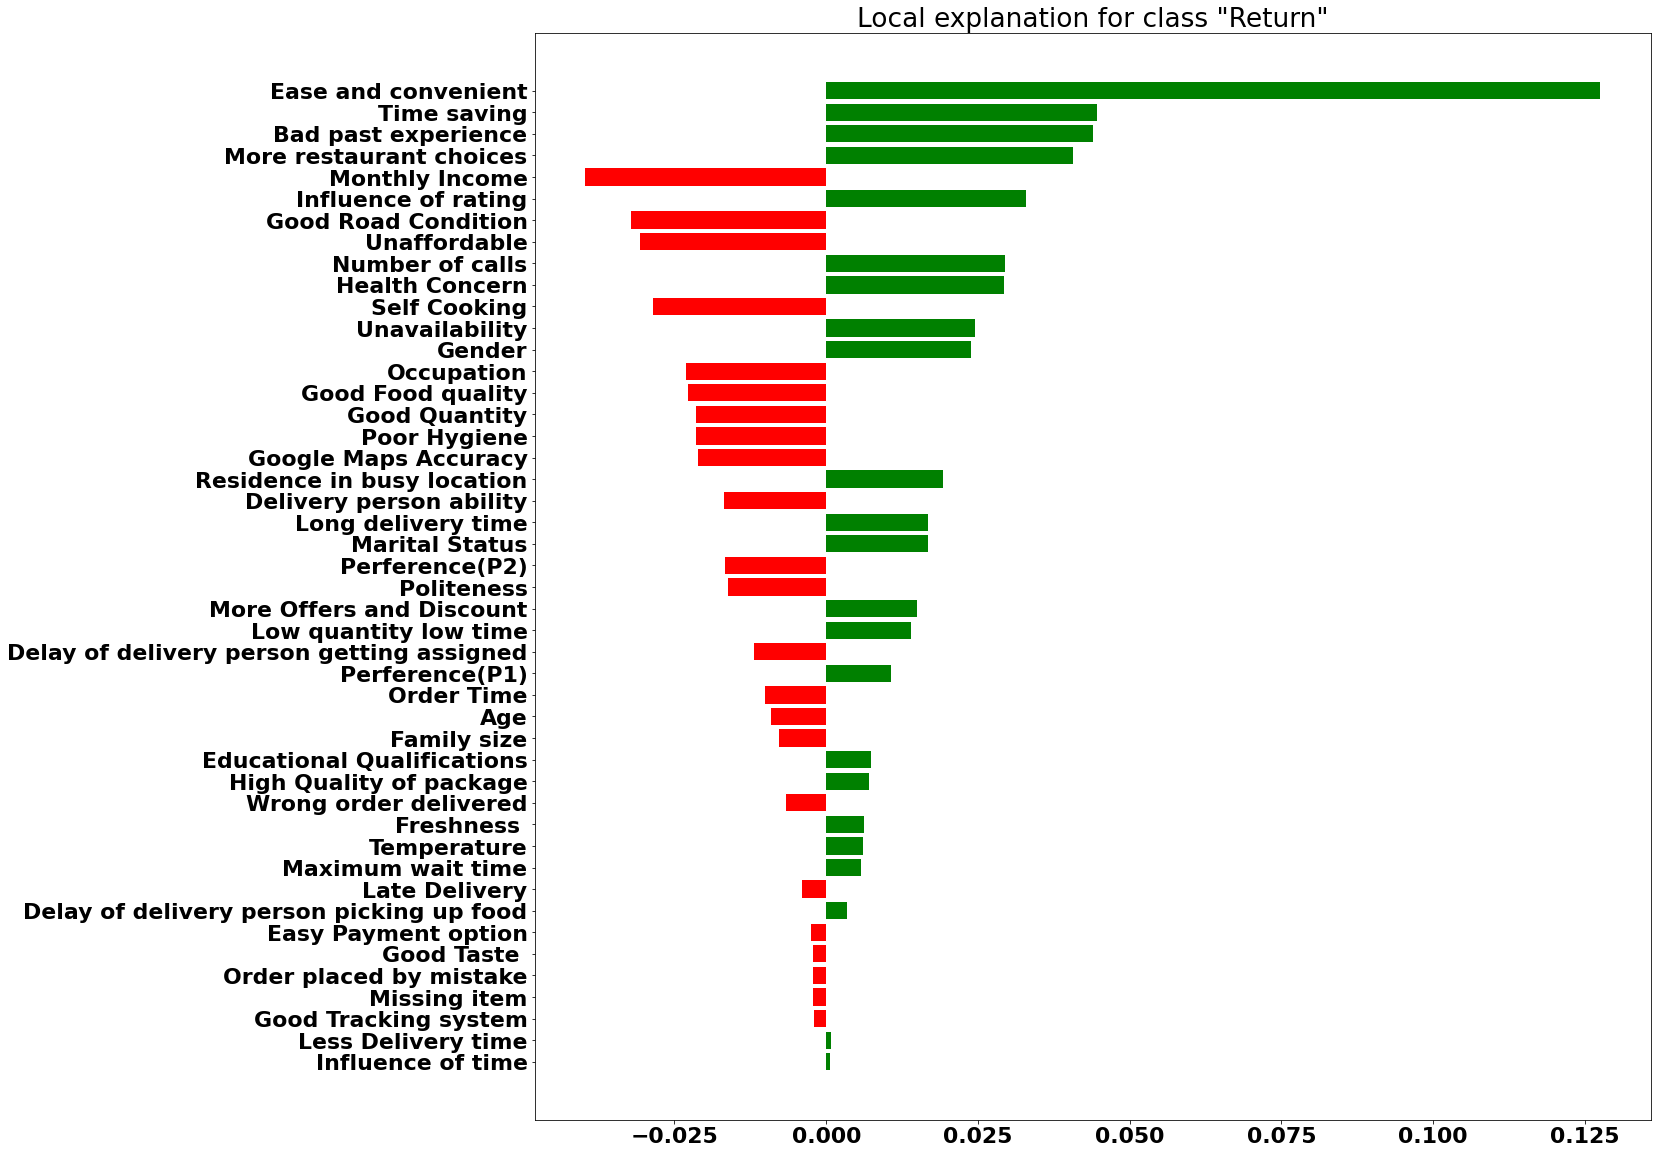 Local explanation for class "Return"
Ease and convenient
Time saving
Bad past experience
More restaurant choices
Monthly Income
Influence of rating
Good Road Condition
Unaffordable
Number of calls
Health Concern
Self Cooking
Unavailability
Gender
Occupation
Good Food quality
Good Quantity
Poor Hygiene
Google Maps Accuracy
Residence in busy location
Delivery person ability
Long delivery time
Marital Status
Perference(P2)
Politeness
More Offers and Discount
Low quantity low time
Delay of delivery person getting assigned
Perference(P1)
Order Time
Age
Family size
Educational Qualifications
High Quality of package
Wrong order delivered
Freshness
Temperature
Maximum wait time
Late Delivery
Delay of delivery person picking up food
Easy Payment option
Good Taste
Order placed by mistake
Missing item
Good Tracking system
Less Delivery time
Influence of time
−0.025 0.000 0.025 0.050 0.075 0.100 0.125